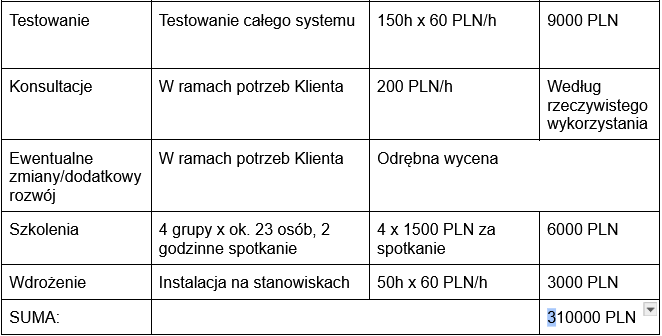 Testowanie Testowanie całego systemu 150h x 60 PLN/h 9000 PLN
Konsultacje W ramach potrzeb Klienta 200 PLN/h Według
rzeczywistego
wykorzystania
Ewentualne W ramach potrzeb Klienta Odrębna wycena
zmiany/dodatkowy
rozwój
Szkolenia 4 grupy x ok. 23 osób, 2 4 x 1500 PLN za 6000 PLN
godzinne spotkanie spotkanie
Wdrożenie Instalacja na stanowiskach 50h x 60 PLN/h 3000 PLN
SUMA: 310000 PLN